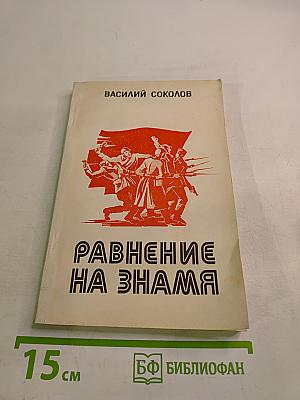 ВАСИЛИЙ СОКОЛОВ
РАВНЕНИЕ
НА ЗНАМЯ
15 см
БФ БИБЛИОФАН